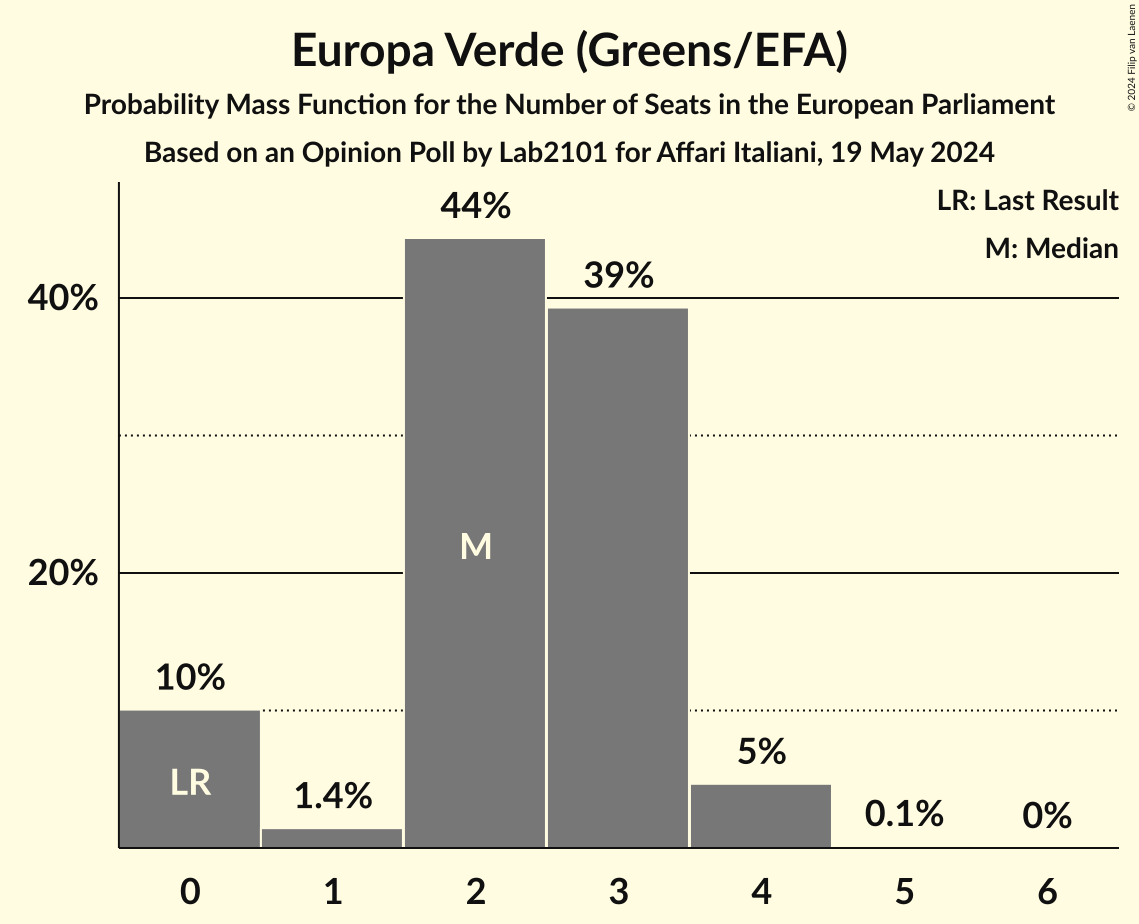 Europa Verde (Greens/EFA)
Probability Mass Function for the Number of Seats in the European Parliament
Based on an Opinion Poll by Lab2101 for Affari Italiani, 19 May 2024
© 2024 Filip van Laenen
LR: Last Result
M: Median
44%
39%
40%
M
20%
10%
LR
1.4%
5%
0.1%
0%
0 1 2 3 4 5 6